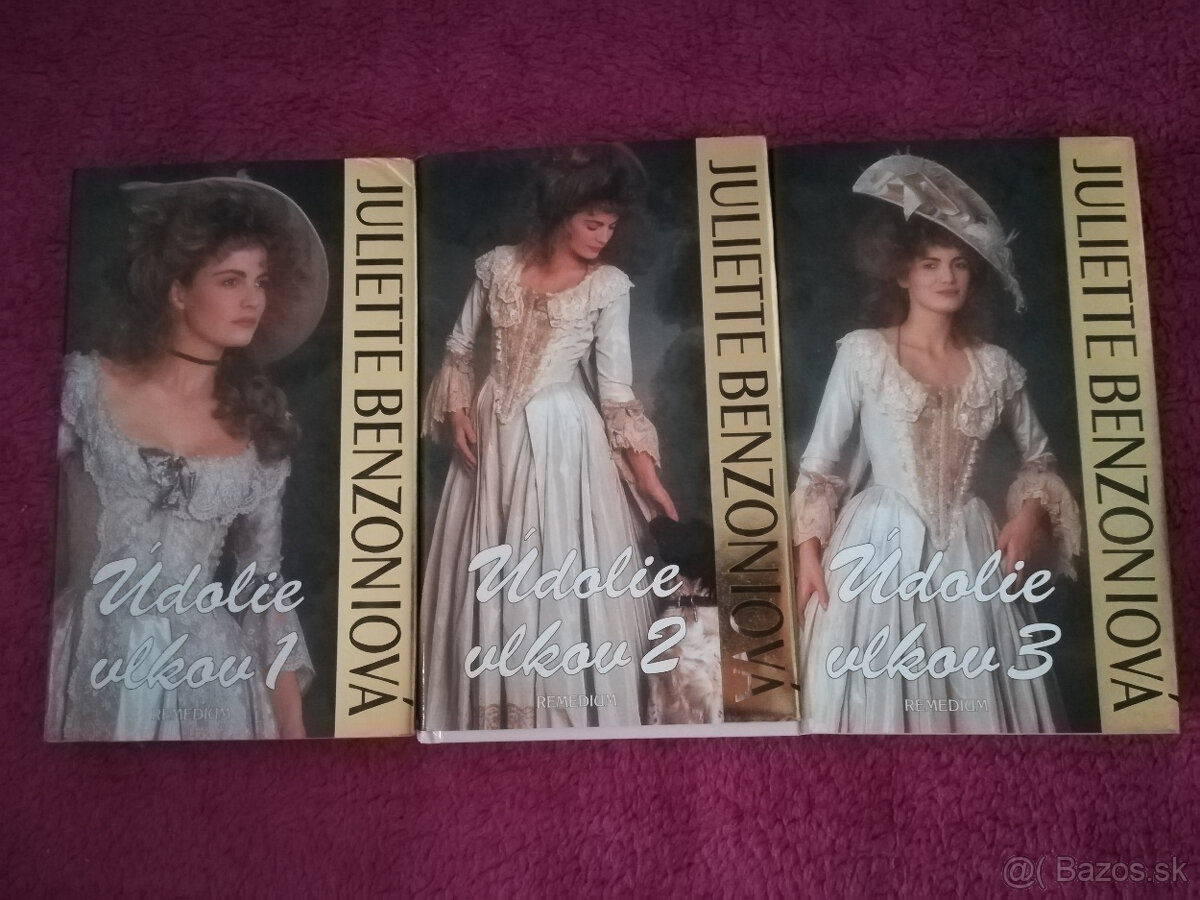 JULIETTE BENZONIOVÁ
Údolie
vlkov 1
REMEDIUM
JULIETTE BENZONIOVÁ
Údolie
vlkov 2
REMEDIUM
JULIETTE BENZONIOVÁ
Údolie
vlkov 3
REMEDIUM
@( Bazos.sk